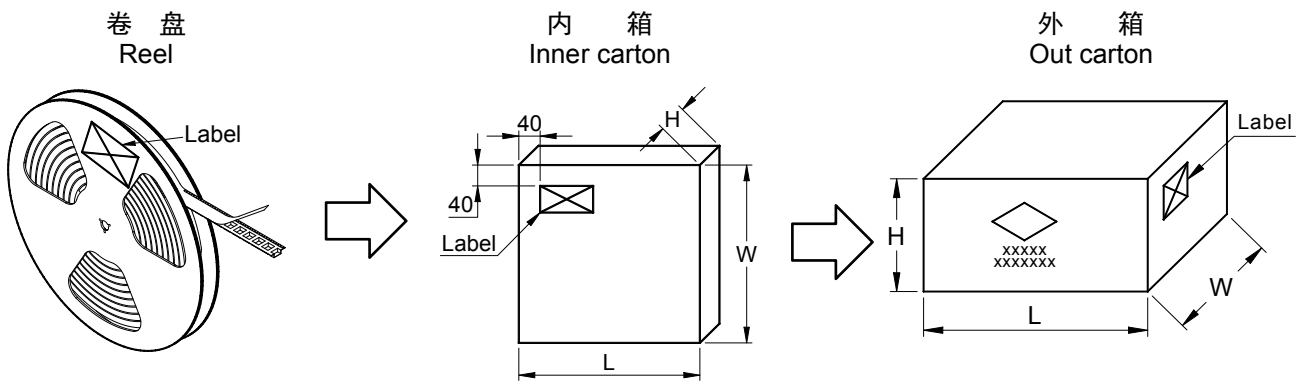 卷 盘
Reel
Label
内 箱
Inner carton
40
H
40
Label
W
L
外 箱
Out carton
Label
H
xxxxx
xxxxxxx
W
L